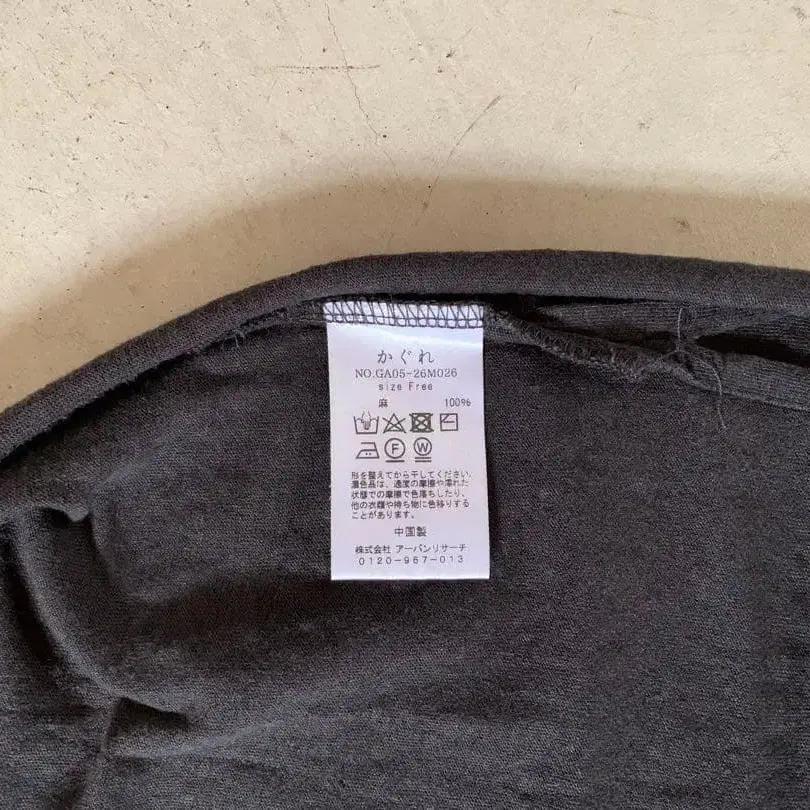 かぐれ
NO.GA05-26M026
size Free
麻 100%
F W
形を整えてから干してください。
濃色品は、過度の摩擦や濡れた
状態での摩擦で色落ちしたり、
他の衣類や持ち物に色移りする
ことがあります。
中国製
株式会社 アーバンリサーチ
0120-967-013